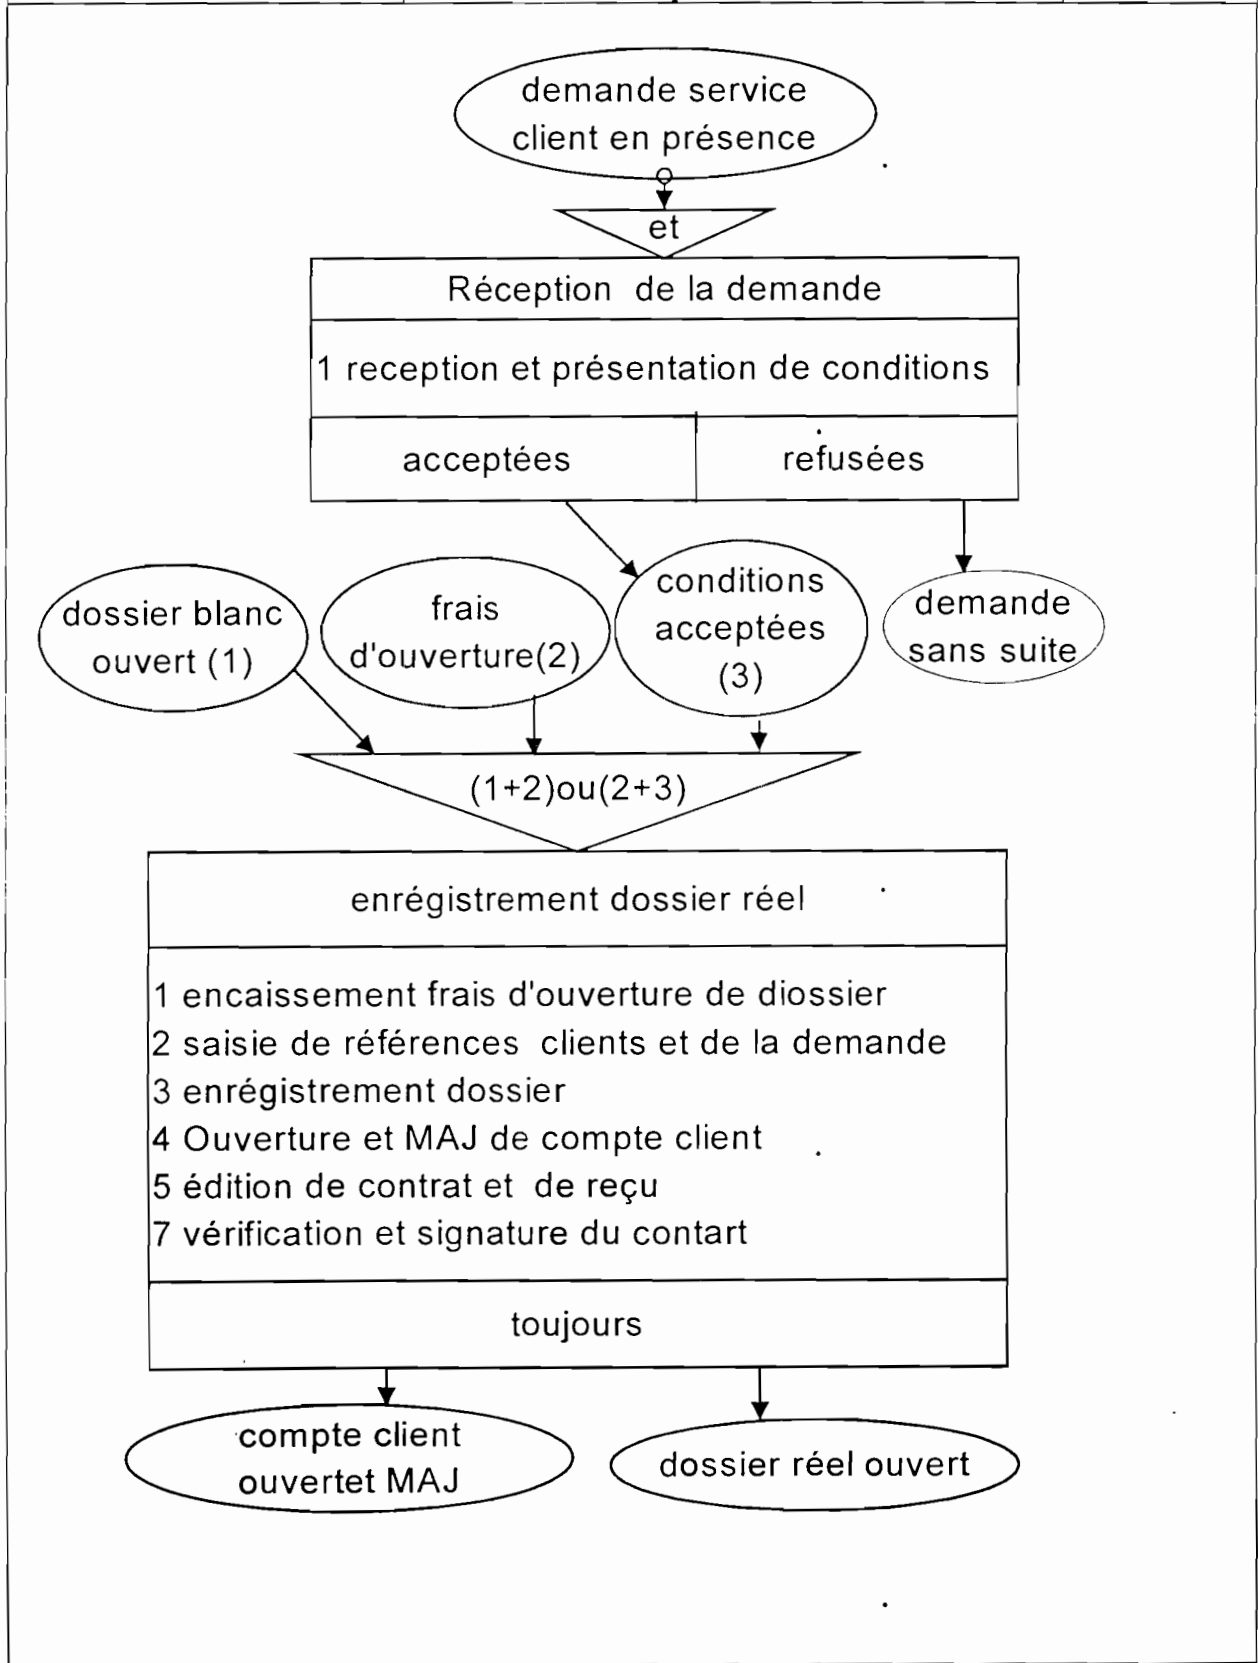 demande service
client en présence
et
Réception de la demande
1 reception et présentation de conditions
acceptées
refusées
dossier blanc
ouvert (1)
frais
d'ouverture(2)
conditions
acceptées
(3)
demande
sans suite
(1+2)ou(2+3)
enrégistrement dossier réel
1 encaissement frais d'ouverture de diossier
2 saisie de références clients et de la demande
3 enrégistrement dossier
4 Ouverture et MAJ de compte client
5 édition de contrat et de reçu
7 vérification et signature du contart
toujours
compte client
ouvertet MAJ
dossier réel ouvert